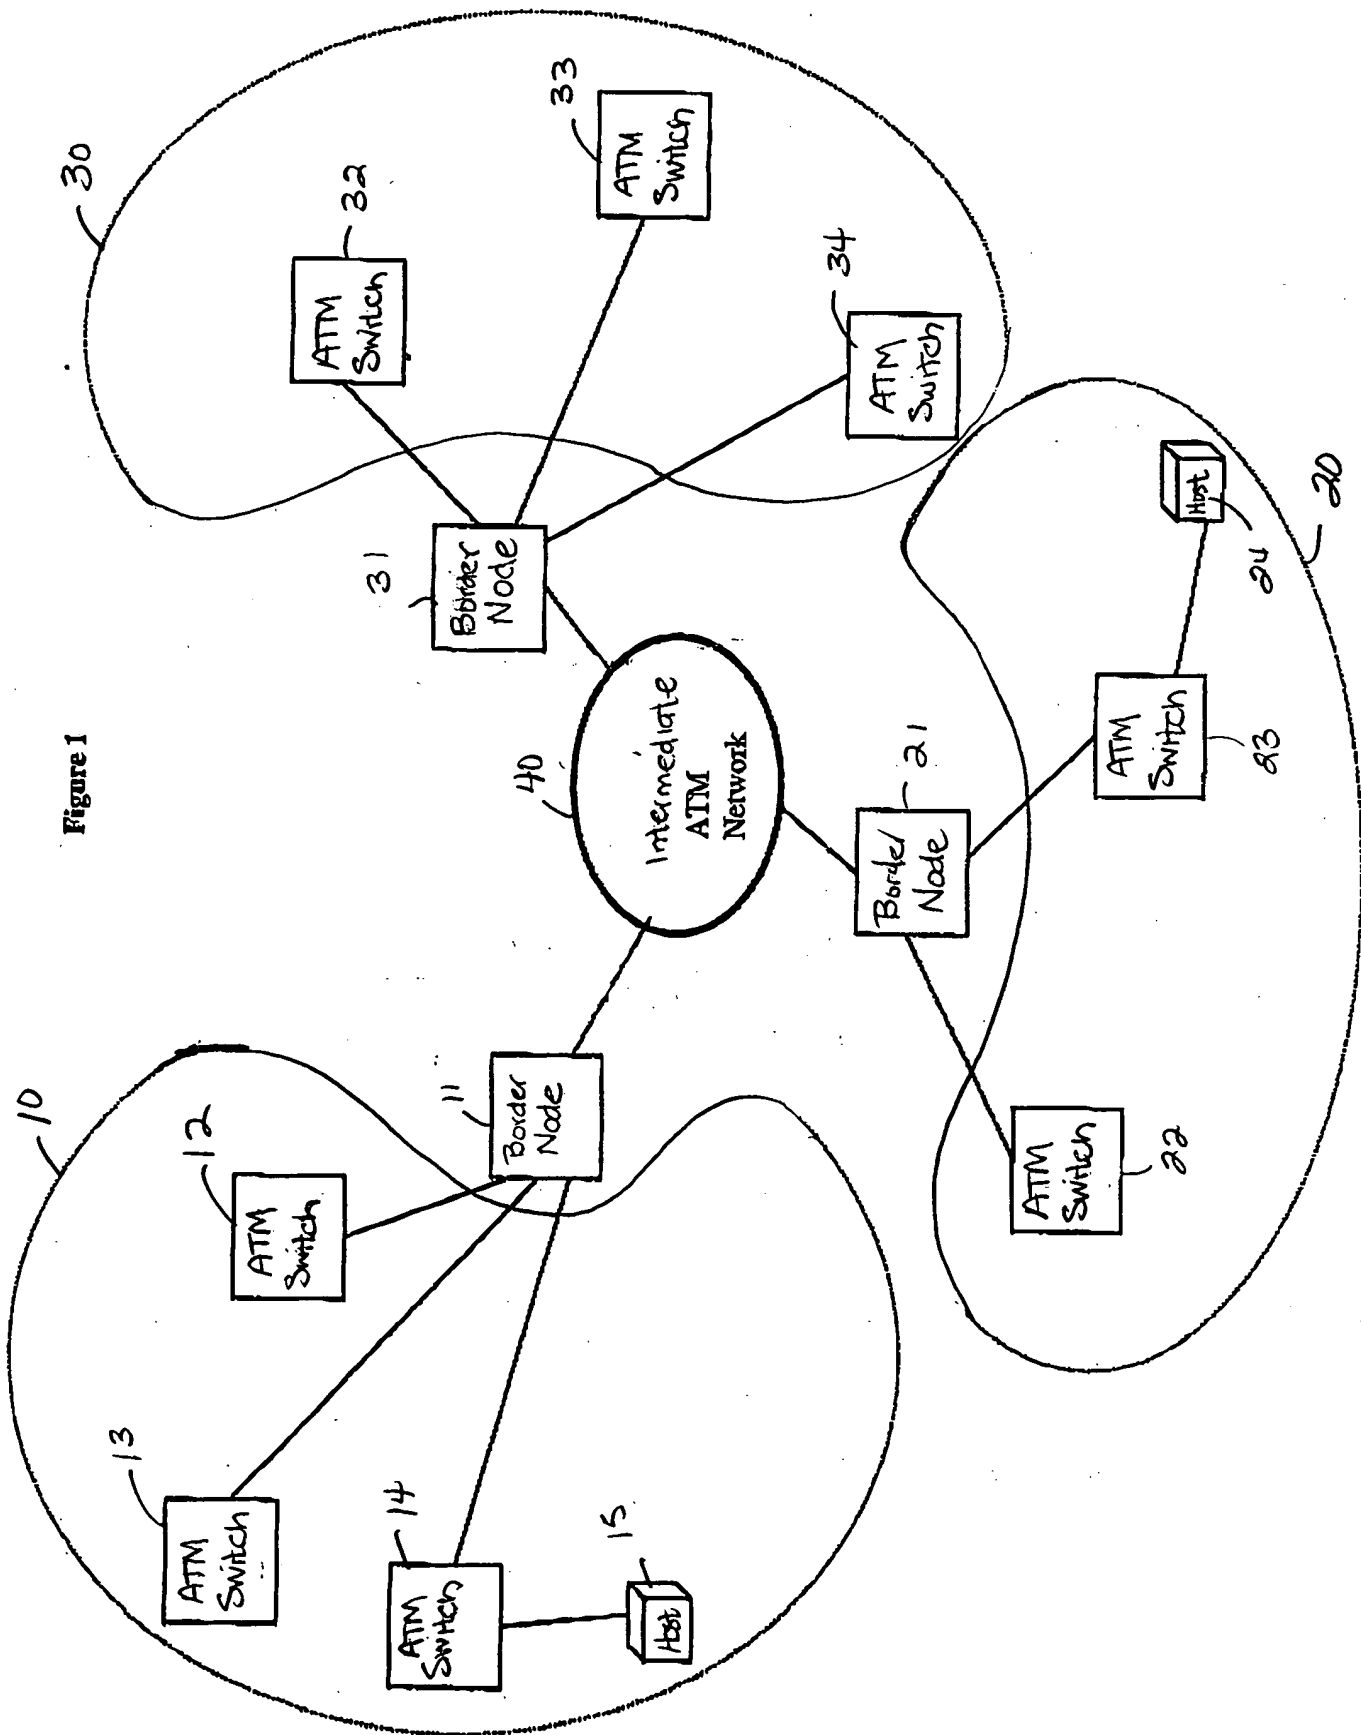 Figure 1
10
12
ATM
Switch
13
ATM
Switch
14
ATM
Switch
15
Host
11
Border
Node
40
Intermediate
ATM
Network
30
31
Border
Node
32
ATM
Switch
33
ATM
Switch
34
ATM
Switch
21
Border
Node
22
ATM
Switch
23
ATM
Switch
24
Host
20